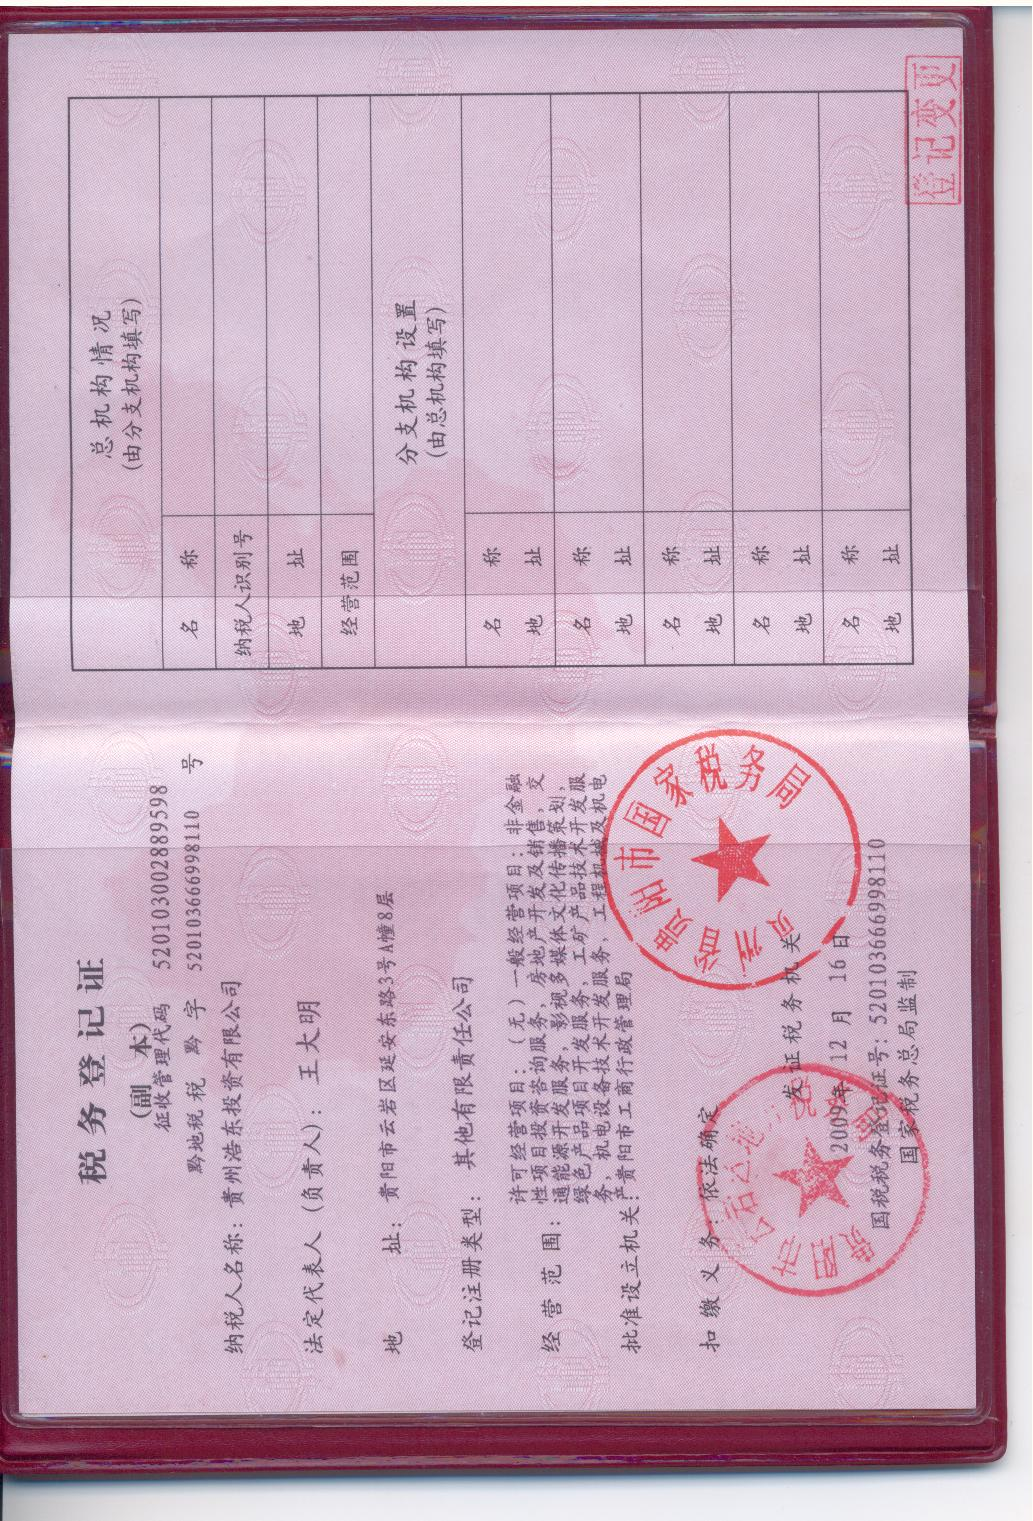 税务登记证
(副 本)
征收管理代码 5201030028​89598
黔地税 税 黔 字 520103666998110 号
纳税人名称: 贵州浩东投资有限公司
法定代表人（负责人）: 王大明
地 址: 贵阳市云岩区延安东路3号A幢8层
登记注册类型: 其他有限责任公司
经营范围: 许可经营项目:（无）一般经营项目: 非金融
性项目投资咨询服务, 房地产开发及销售, 交
通能源开发服务, 影视多媒体文化传播策划,
绿色产品项目开发服务, 工矿产品技术开发服
务, 机电设备技术开发服务, 工程机械及机电
产
批准设立机关: 贵阳市工商行政管理局
扣缴义务: 依法确定
发证税务机关
2009年 12 月 16 日
国税税务登记证号: 520103666998110
国家税务总局监制
贵州省贵阳市国家税务局
贵阳市
总机构情况
(由分支机构填写)
名 称
纳税人识别号
地 址
经营范围
分支机构设置
(由总机构填写)
名 称
地 址
名 称
地 址
名 称
地 址
名 称
地 址
名 称
地 址
登记变更